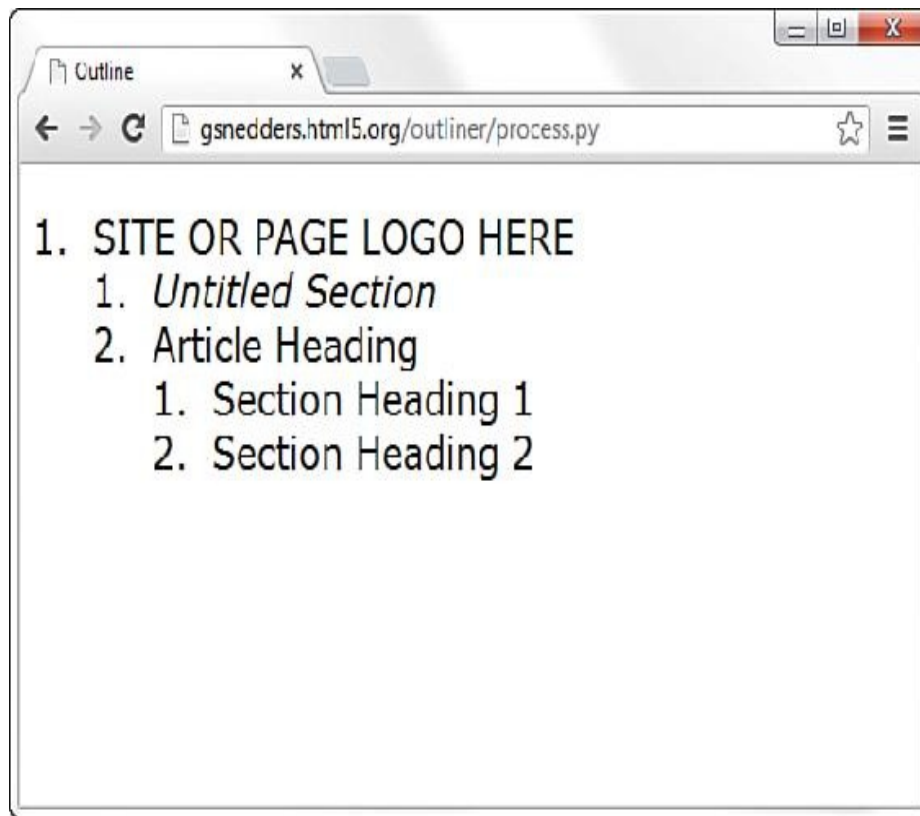 Outline
gsnedders.html5.org/outliner/process.py
1. SITE OR PAGE LOGO HERE
1. Untitled Section
2. Article Heading
1. Section Heading 1
2. Section Heading 2